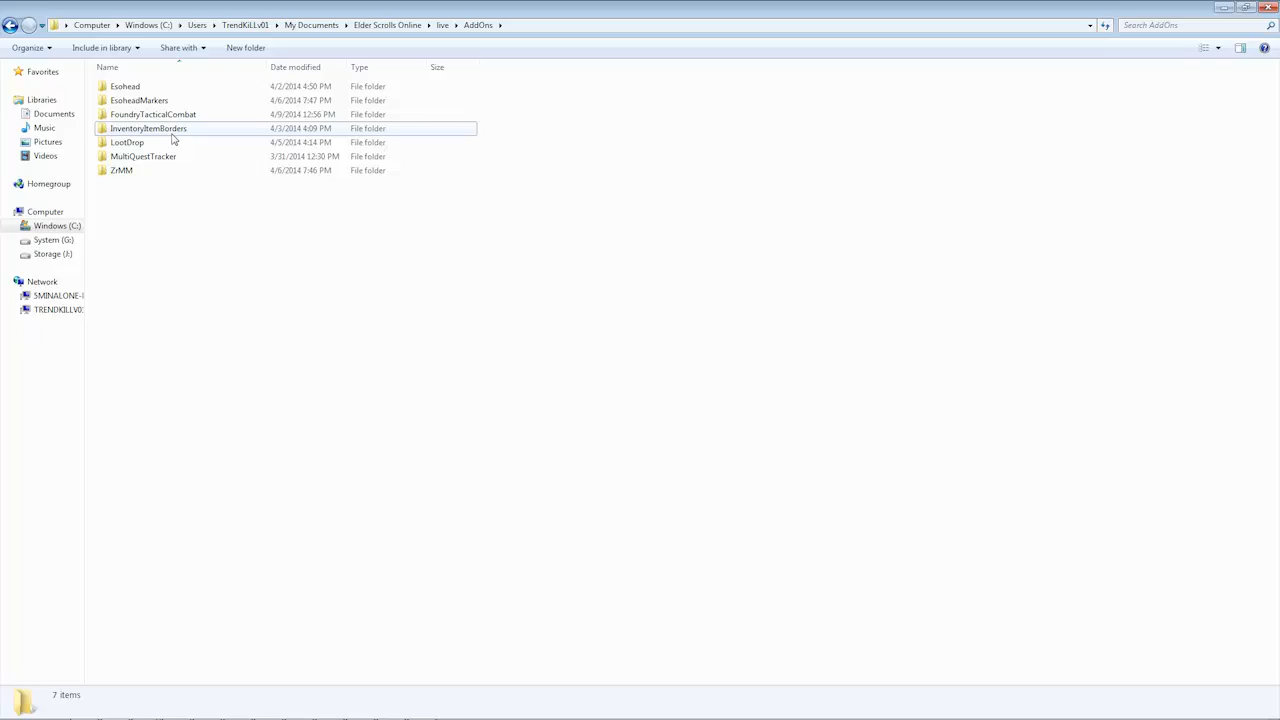 Computer Windows (C:) Users TrendKiLLv01 My Documents Elder Scrolls Online live AddOns Search AddOns
Organize Include in library Share with New folder
Name Date modified Type Size
Favorites
Libraries
Documents
Music
Pictures
Videos
Homegroup
Computer
Windows (C:)
System (G:)
Storage (I:)
Network
5MINALONE-
TRENDKILLV0
Esohead 4/2/2014 4:50 PM File folder
EsoheadMarkers 4/6/2014 7:47 PM File folder
FoundryTacticalCombat 4/9/2014 12:56 PM File folder
InventoryItemBorders 4/3/2014 4:09 PM File folder
LootDrop 4/5/2014 4:14 PM File folder
MultiQuestTracker 3/31/2014 12:30 PM File folder
ZrMM 4/6/2014 7:46 PM File folder
7 items